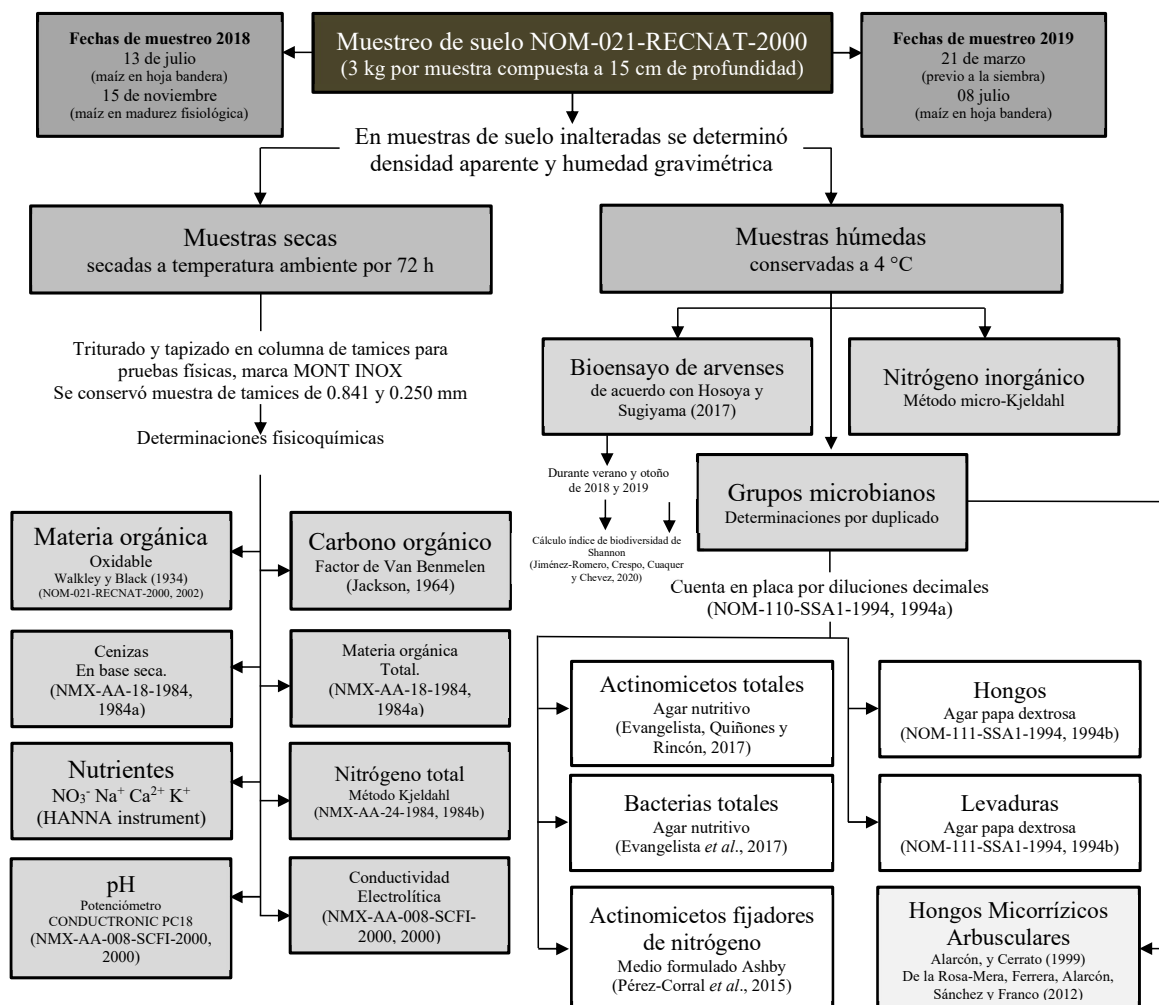 Fechas de muestreo 2018
13 de julio
(maíz en hoja bandera)
15 de noviembre
(maíz en madurez fisiológica)
Muestreo de suelo NOM-021-RECNAT-2000
(3 kg por muestra compuesta a 15 cm de profundidad)
Fechas de muestreo 2019
21 de marzo
(previo a la siembra)
08 julio
(maíz en hoja bandera)
En muestras de suelo inalteradas se determinó
densidad aparente y humedad gravimétrica
Muestras secas
secadas a temperatura ambiente por 72 h
Muestras húmedas
conservadas a 4 °C
Triturado y tapizado en columna de tamices para
pruebas físicas, marca MONT INOX
Se conservó muestra de tamices de 0.841 y 0.250 mm
Determinaciones fisicoquímicas
Bioensayo de arvenses
de acuerdo con Hosoya y
Sugiyama (2017)
Nitrógeno inorgánico
Método micro-Kjeldahl
Durante verano y otoño
de 2018 y 2019
Cálculo índice de biodiversidad de
Shannon
(Jiménez-Romero, Crespo, Cuaquer
y Chevez, 2020)
Grupos microbianos
Determinaciones por duplicado
Materia orgánica
Oxidable
Walkley y Black (1934)
(NOM-021-RECNAT-2000, 2002)
Carbono orgánico
Factor de Van Benmelen
(Jackson, 1964)
Cenizas
En base seca.
(NMX-AA-18-1984,
1984a)
Materia orgánica
Total.
(NMX-AA-18-1984,
1984a)
Nutrientes
NO₃⁻ Na⁺ Ca²⁺ K⁺
(HANNA instrument)
Nitrógeno total
Método Kjeldahl
(NMX-AA-24-1984, 1984b)
pH
Potenciómetro
CONDUCTRONIC PC18
(NMX-AA-008-SCFI-2000,
2000)
Conductividad
Electrolítica
(NMX-AA-008-SCFI-
2000, 2000)
Cuenta en placa por diluciones decimales
(NOM-110-SSA1-1994, 1994a)
Actinomicetos totales
Agar nutritivo
(Evangelista, Quiñones y
Rincón, 2017)
Hongos
Agar papa dextrosa
(NOM-111-SSA1-1994, 1994b)
Bacterias totales
Agar nutritivo
(Evangelista et al., 2017)
Levaduras
Agar papa dextrosa
(NOM-111-SSA1-1994, 1994b)
Actinomicetos fijadores
de nitrógeno
Medio formulado Ashby
(Pérez-Corral et al., 2015)
Hongos Micorrízicos
Arbusculares
Alarcón, y Cerrato (1999)
De la Rosa-Mera, Ferrera, Alarcón,
Sánchez y Franco (2012)